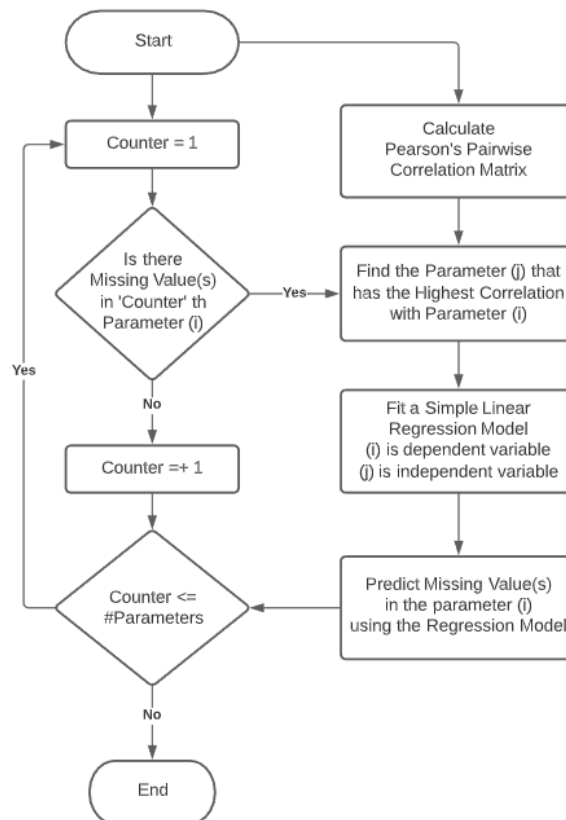 Start
Counter = 1
Is there
Missing Value(s)
in 'Counter' th
Parameter (i)
Yes
No
Counter =+ 1
Counter <=
#Parameters
Yes
No
End
Calculate
Pearson's Pairwise
Correlation Matrix
Find the Parameter (j) that
has the Highest Correlation
with Parameter (i)
Fit a Simple Linear
Regression Model
(i) is dependent variable
(j) is independent variable
Predict Missing Value(s)
in the parameter (i)
using the Regression Model